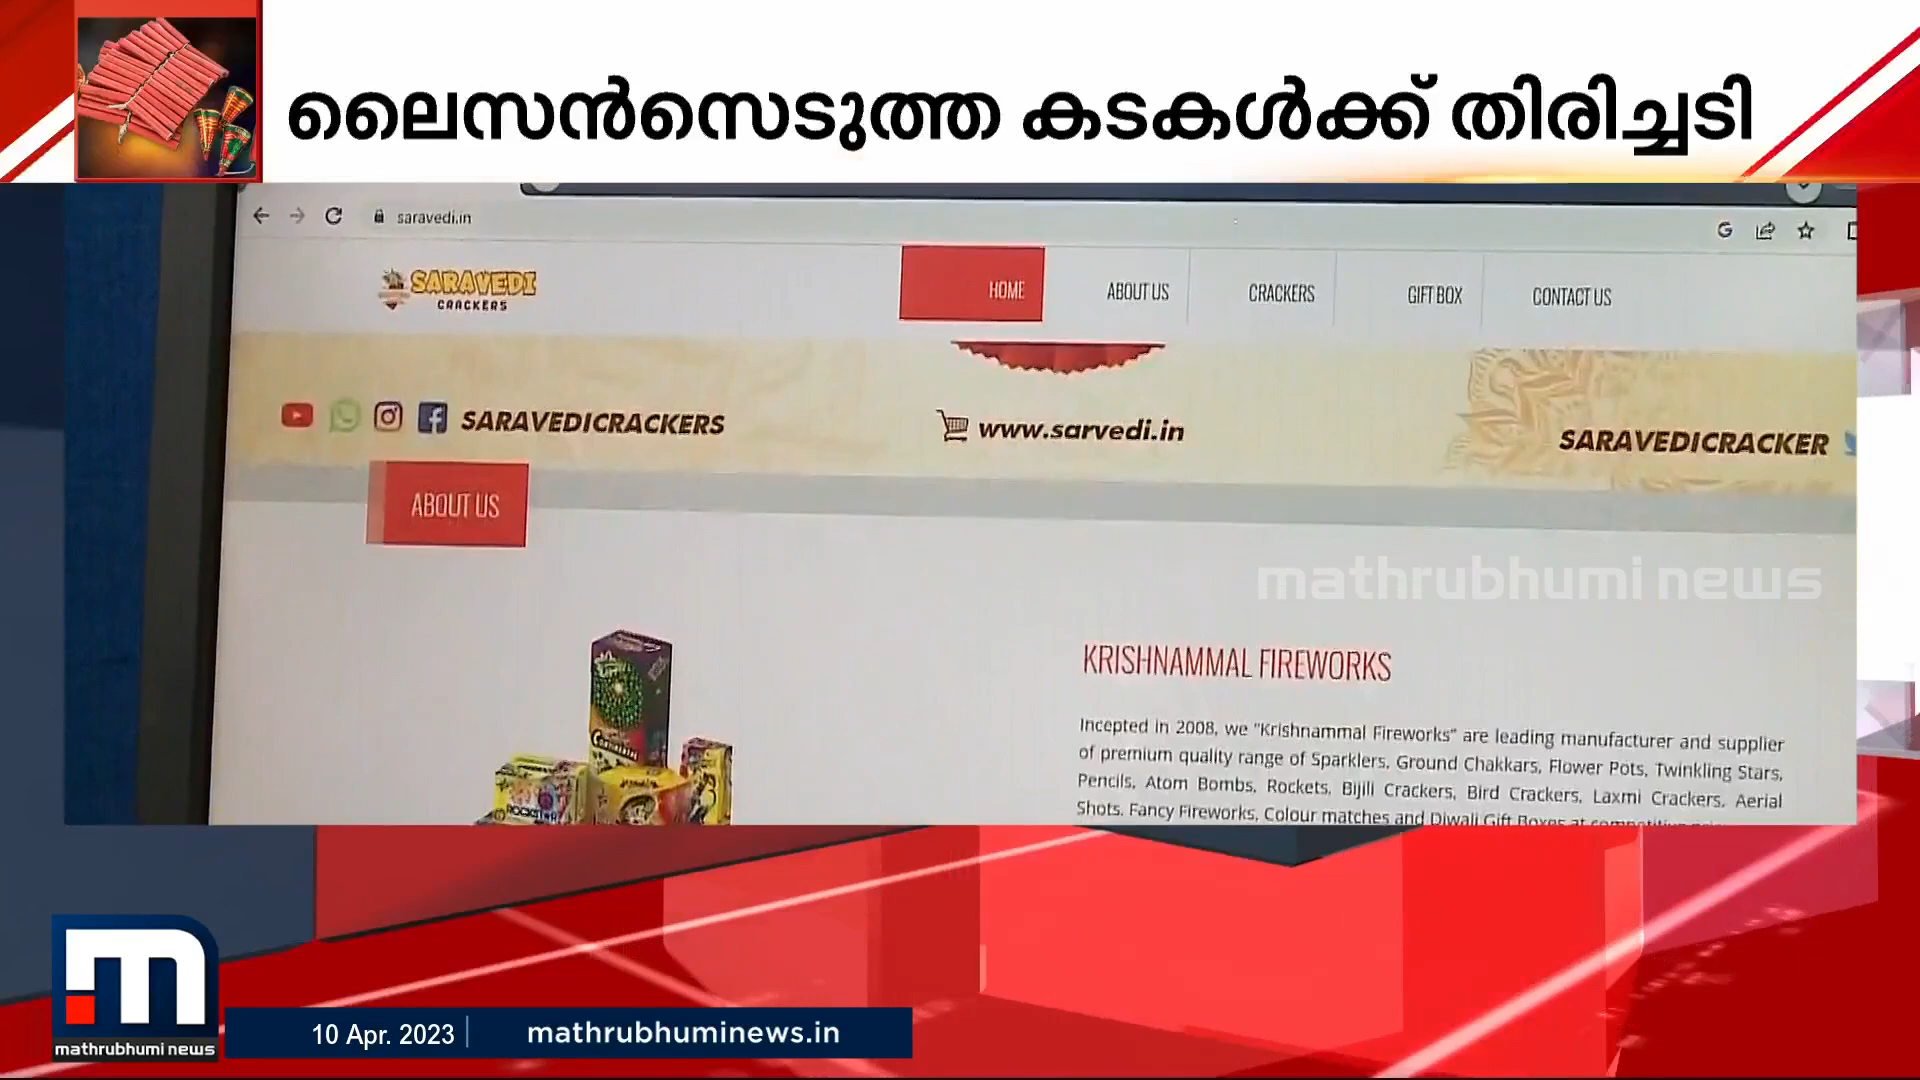 ലൈസൻസെടുത്ത കടകൾക്ക് തിരിച്ചടി
saravedi.in
SARAVEDI
CRACKERS
HOME
ABOUT US
CRACKERS
GIFT BOX
CONTACT US
SARAVEDICRACKERS
www.sarvedi.in
SARAVEDICRACKER
ABOUT US
mathrubhumi news
KRISHNAMMAL FIREWORKS
Incepted in 2008, we "Krishnammal Fireworks" are leading manufacturer and supplier
of premium quality range of Sparklers, Ground Chakkars, Flower Pots, Twinkling Stars,
Pencils, Atom Bombs, Rockets, Bijili Crackers, Bird Crackers, Laxmi Crackers, Aerial
Shots. Fancy Fireworks, Colour matches and Diwali Gift Boxes at
mathrubhumi news
10 Apr. 2023
mathrubhuminews.in